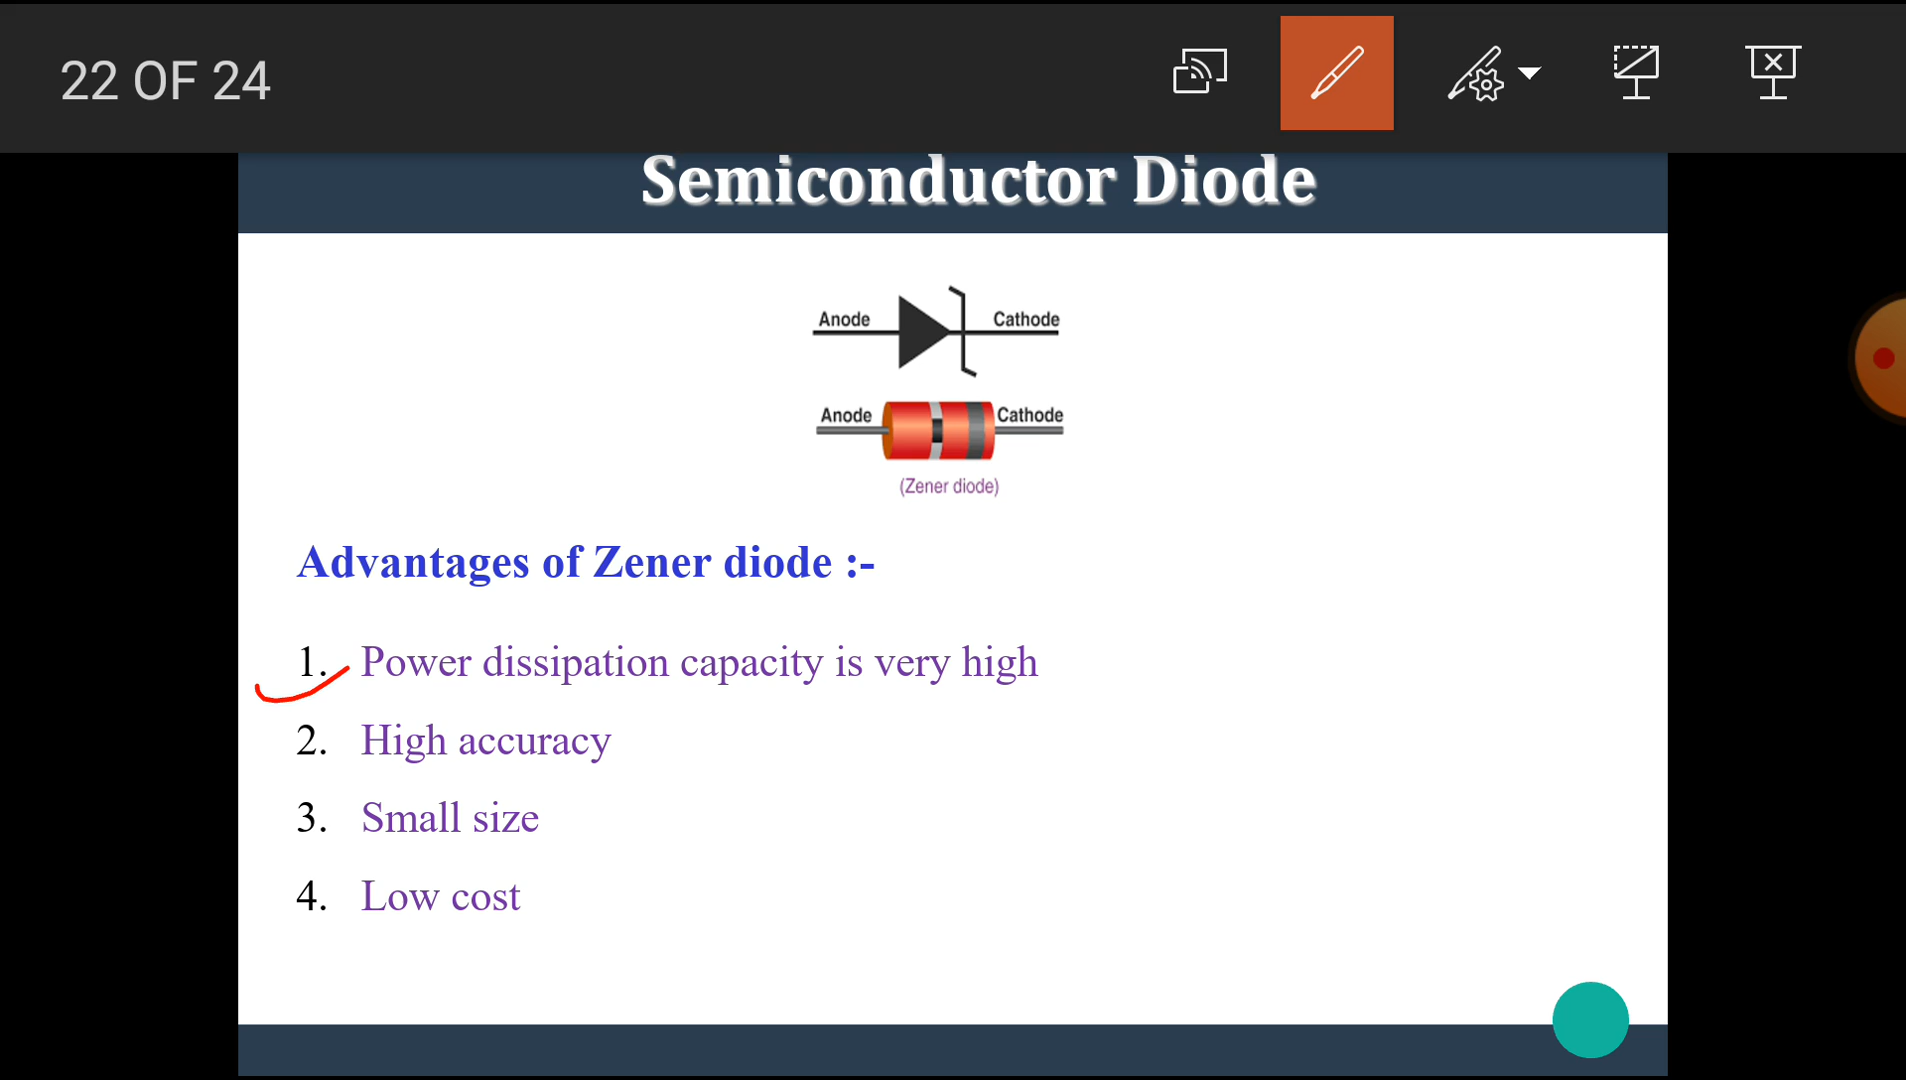 22 OF 24
Semiconductor Diode
Anode Cathode
Anode Cathode
(Zener diode)
Advantages of Zener diode :-
1. Power dissipation capacity is very high
2. High accuracy
3. Small size
4. Low cost